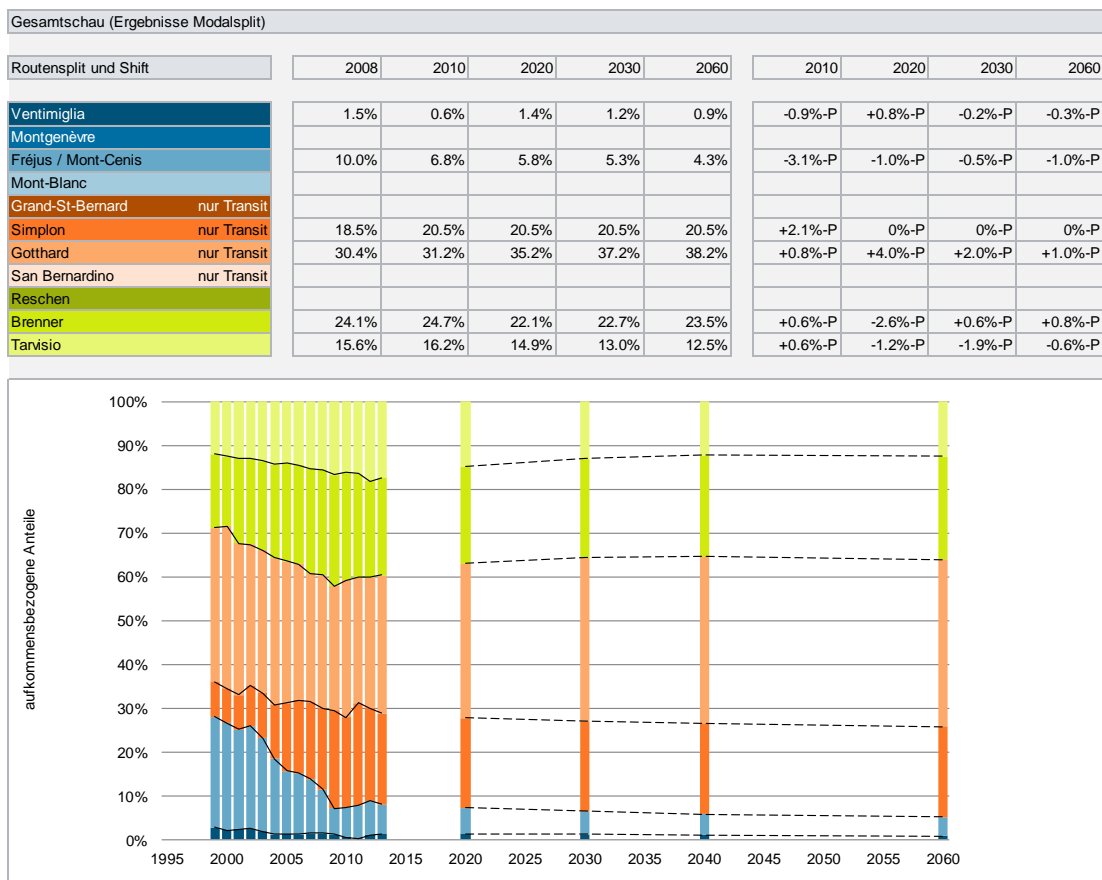 Gesamtschau (Ergebnisse Modalsplit)
Routensplit und Shift 2008 2010 2020 2030 2060 2010 2020 2030 2060
Ventimiglia 1.5% 0.6% 1.4% 1.2% 0.9% -0.9%-P +0.8%-P -0.2%-P -0.3%-P
Montgenèvre
Fréjus / Mont-Cenis 10.0% 6.8% 5.8% 5.3% 4.3% -3.1%-P -1.0%-P -0.5%-P -1.0%-P
Mont-Blanc
Grand-St-Bernard nur Transit
Simplon nur Transit 18.5% 20.5% 20.5% 20.5% 20.5% +2.1%-P 0%-P 0%-P 0%-P
Gotthard nur Transit 30.4% 31.2% 35.2% 37.2% 38.2% +0.8%-P +4.0%-P +2.0%-P +1.0%-P
San Bernardino nur Transit
Reschen
Brenner 24.1% 24.7% 22.1% 22.7% 23.5% +0.6%-P -2.6%-P +0.6%-P +0.8%-P
Tarvisio 15.6% 16.2% 14.9% 13.0% 12.5% +0.6%-P -1.2%-P -1.9%-P -0.6%-P
aufkommensbezogene Anteile
100%
90%
80%
70%
60%
50%
40%
30%
20%
10%
0%
1995 2000 2005 2010 2015 2020 2025 2030 2035 2040 2045 2050 2055 2060